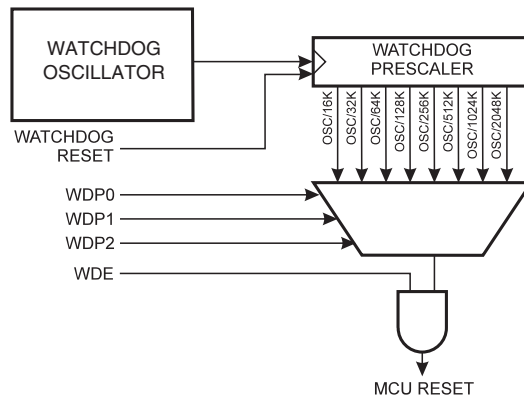 WATCHDOG
OSCILLATOR
WATCHDOG
PRESCALER
OSC/16K
OSC/32K
OSC/64K
OSC/128K
OSC/256K
OSC/512K
OSC/1024K
OSC/2048K
WATCHDOG
RESET
WDP0
WDP1
WDP2
WDE
MCU RESET